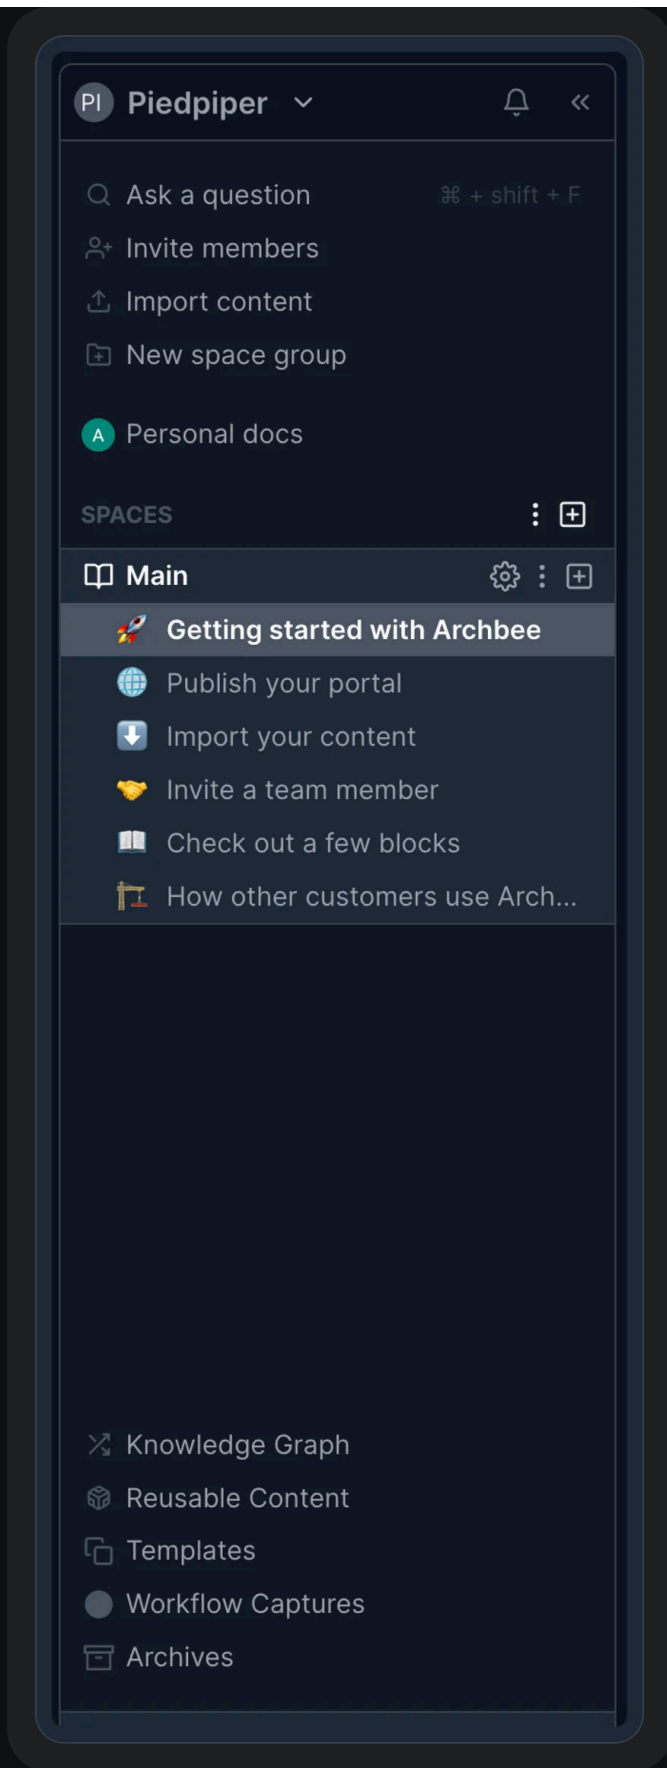 PI Piedpiper
Ask a question ⌘ + shift + F
Invite members
Import content
New space group
A Personal docs
SPACES
Main
Getting started with Archbee
Publish your portal
Import your content
Invite a team member
Check out a few blocks
How other customers use Arch...
Knowledge Graph
Reusable Content
Templates
Workflow Captures
Archives